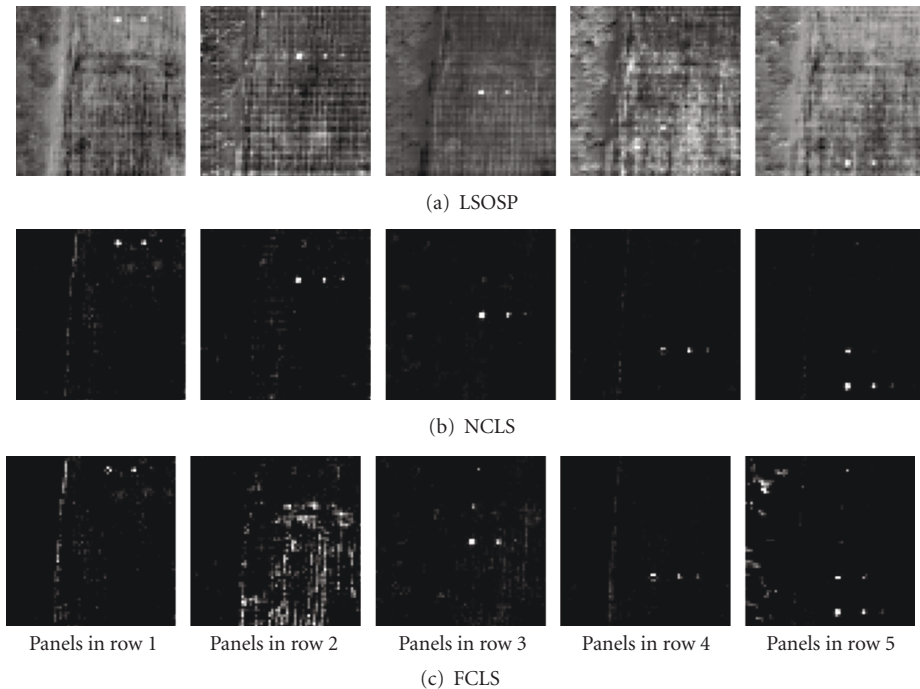 (a) LSOSP
(b) NCLS
Panels in row 1
Panels in row 2
Panels in row 3
Panels in row 4
Panels in row 5
(c) FCLS